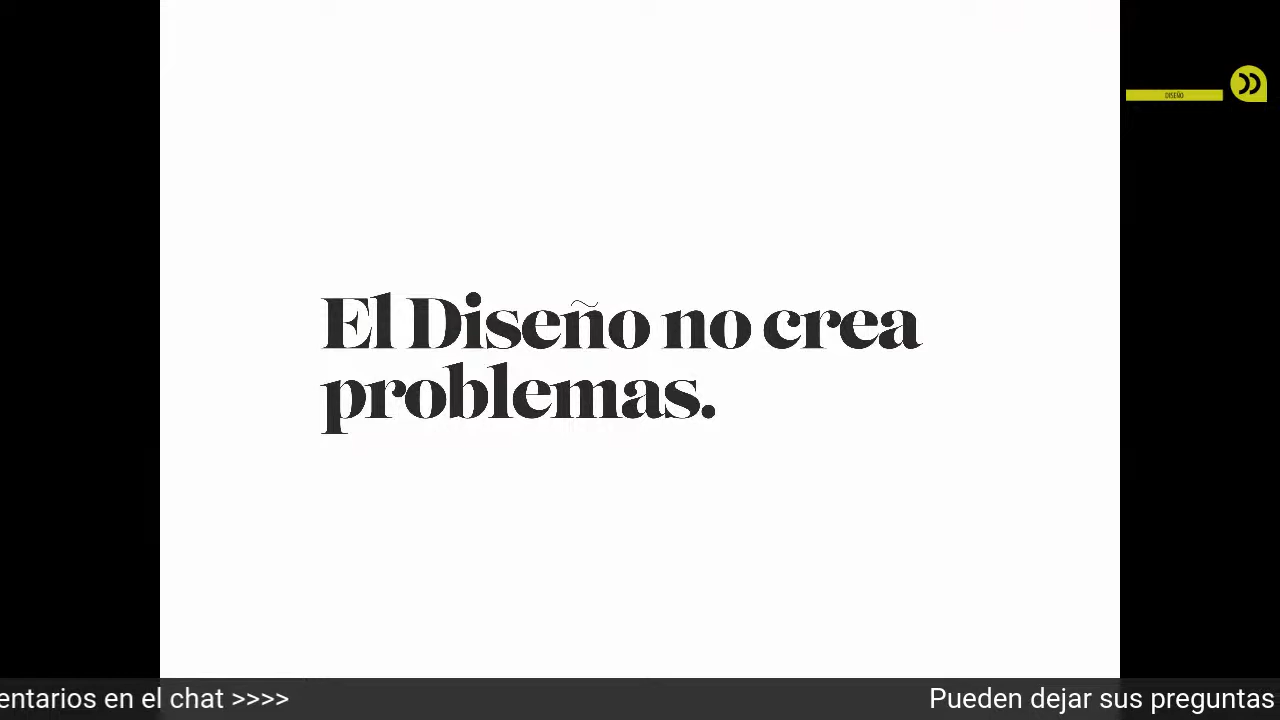 DISEÑO
El Diseño no crea
problemas.
entarios en el chat >>>>
Pueden dejar sus preguntas